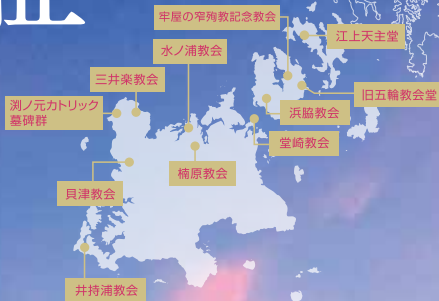 牢屋の窄殉教記念教会
江上天主堂
水ノ浦教会
三井楽教会
旧五輪教会堂
渕ノ元カトリック
墓碑群
浜脇教会
堂崎教会
楠原教会
貝津教会
井持浦教会